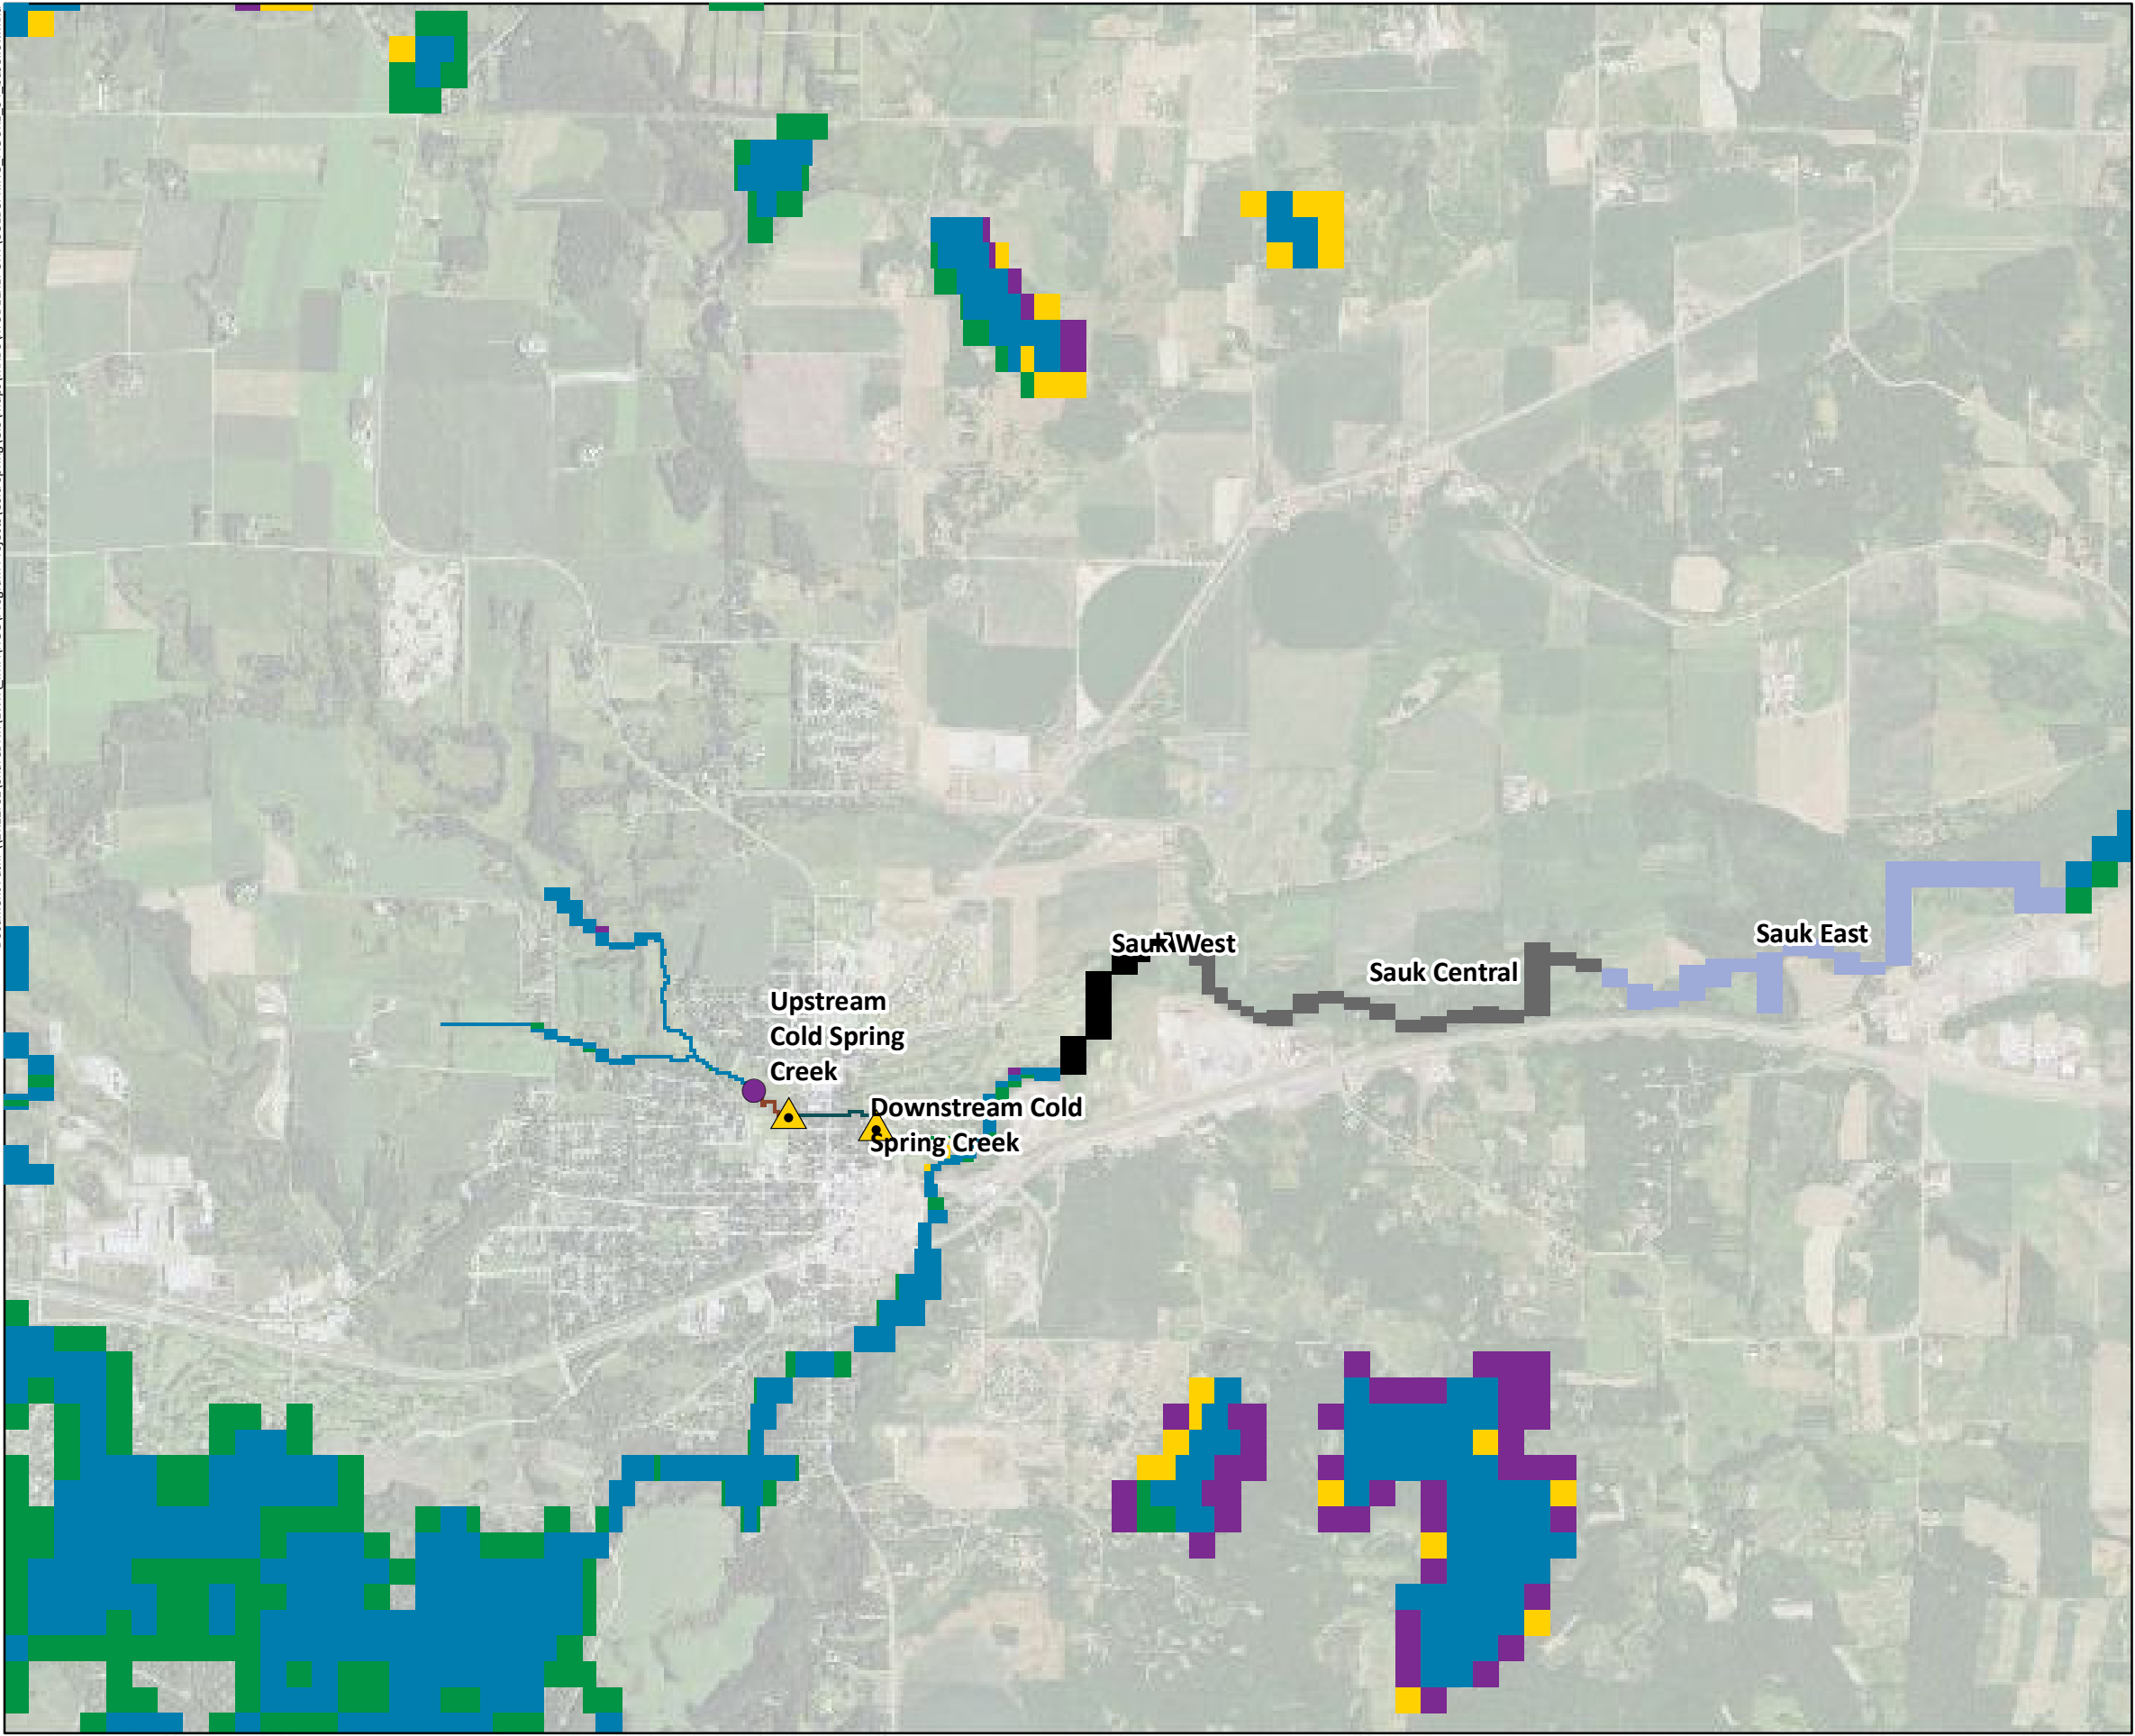 Upstream
Cold Spring
Creek
Downstream Cold
Spring Creek
Sauk West
Sauk Central
Sauk East